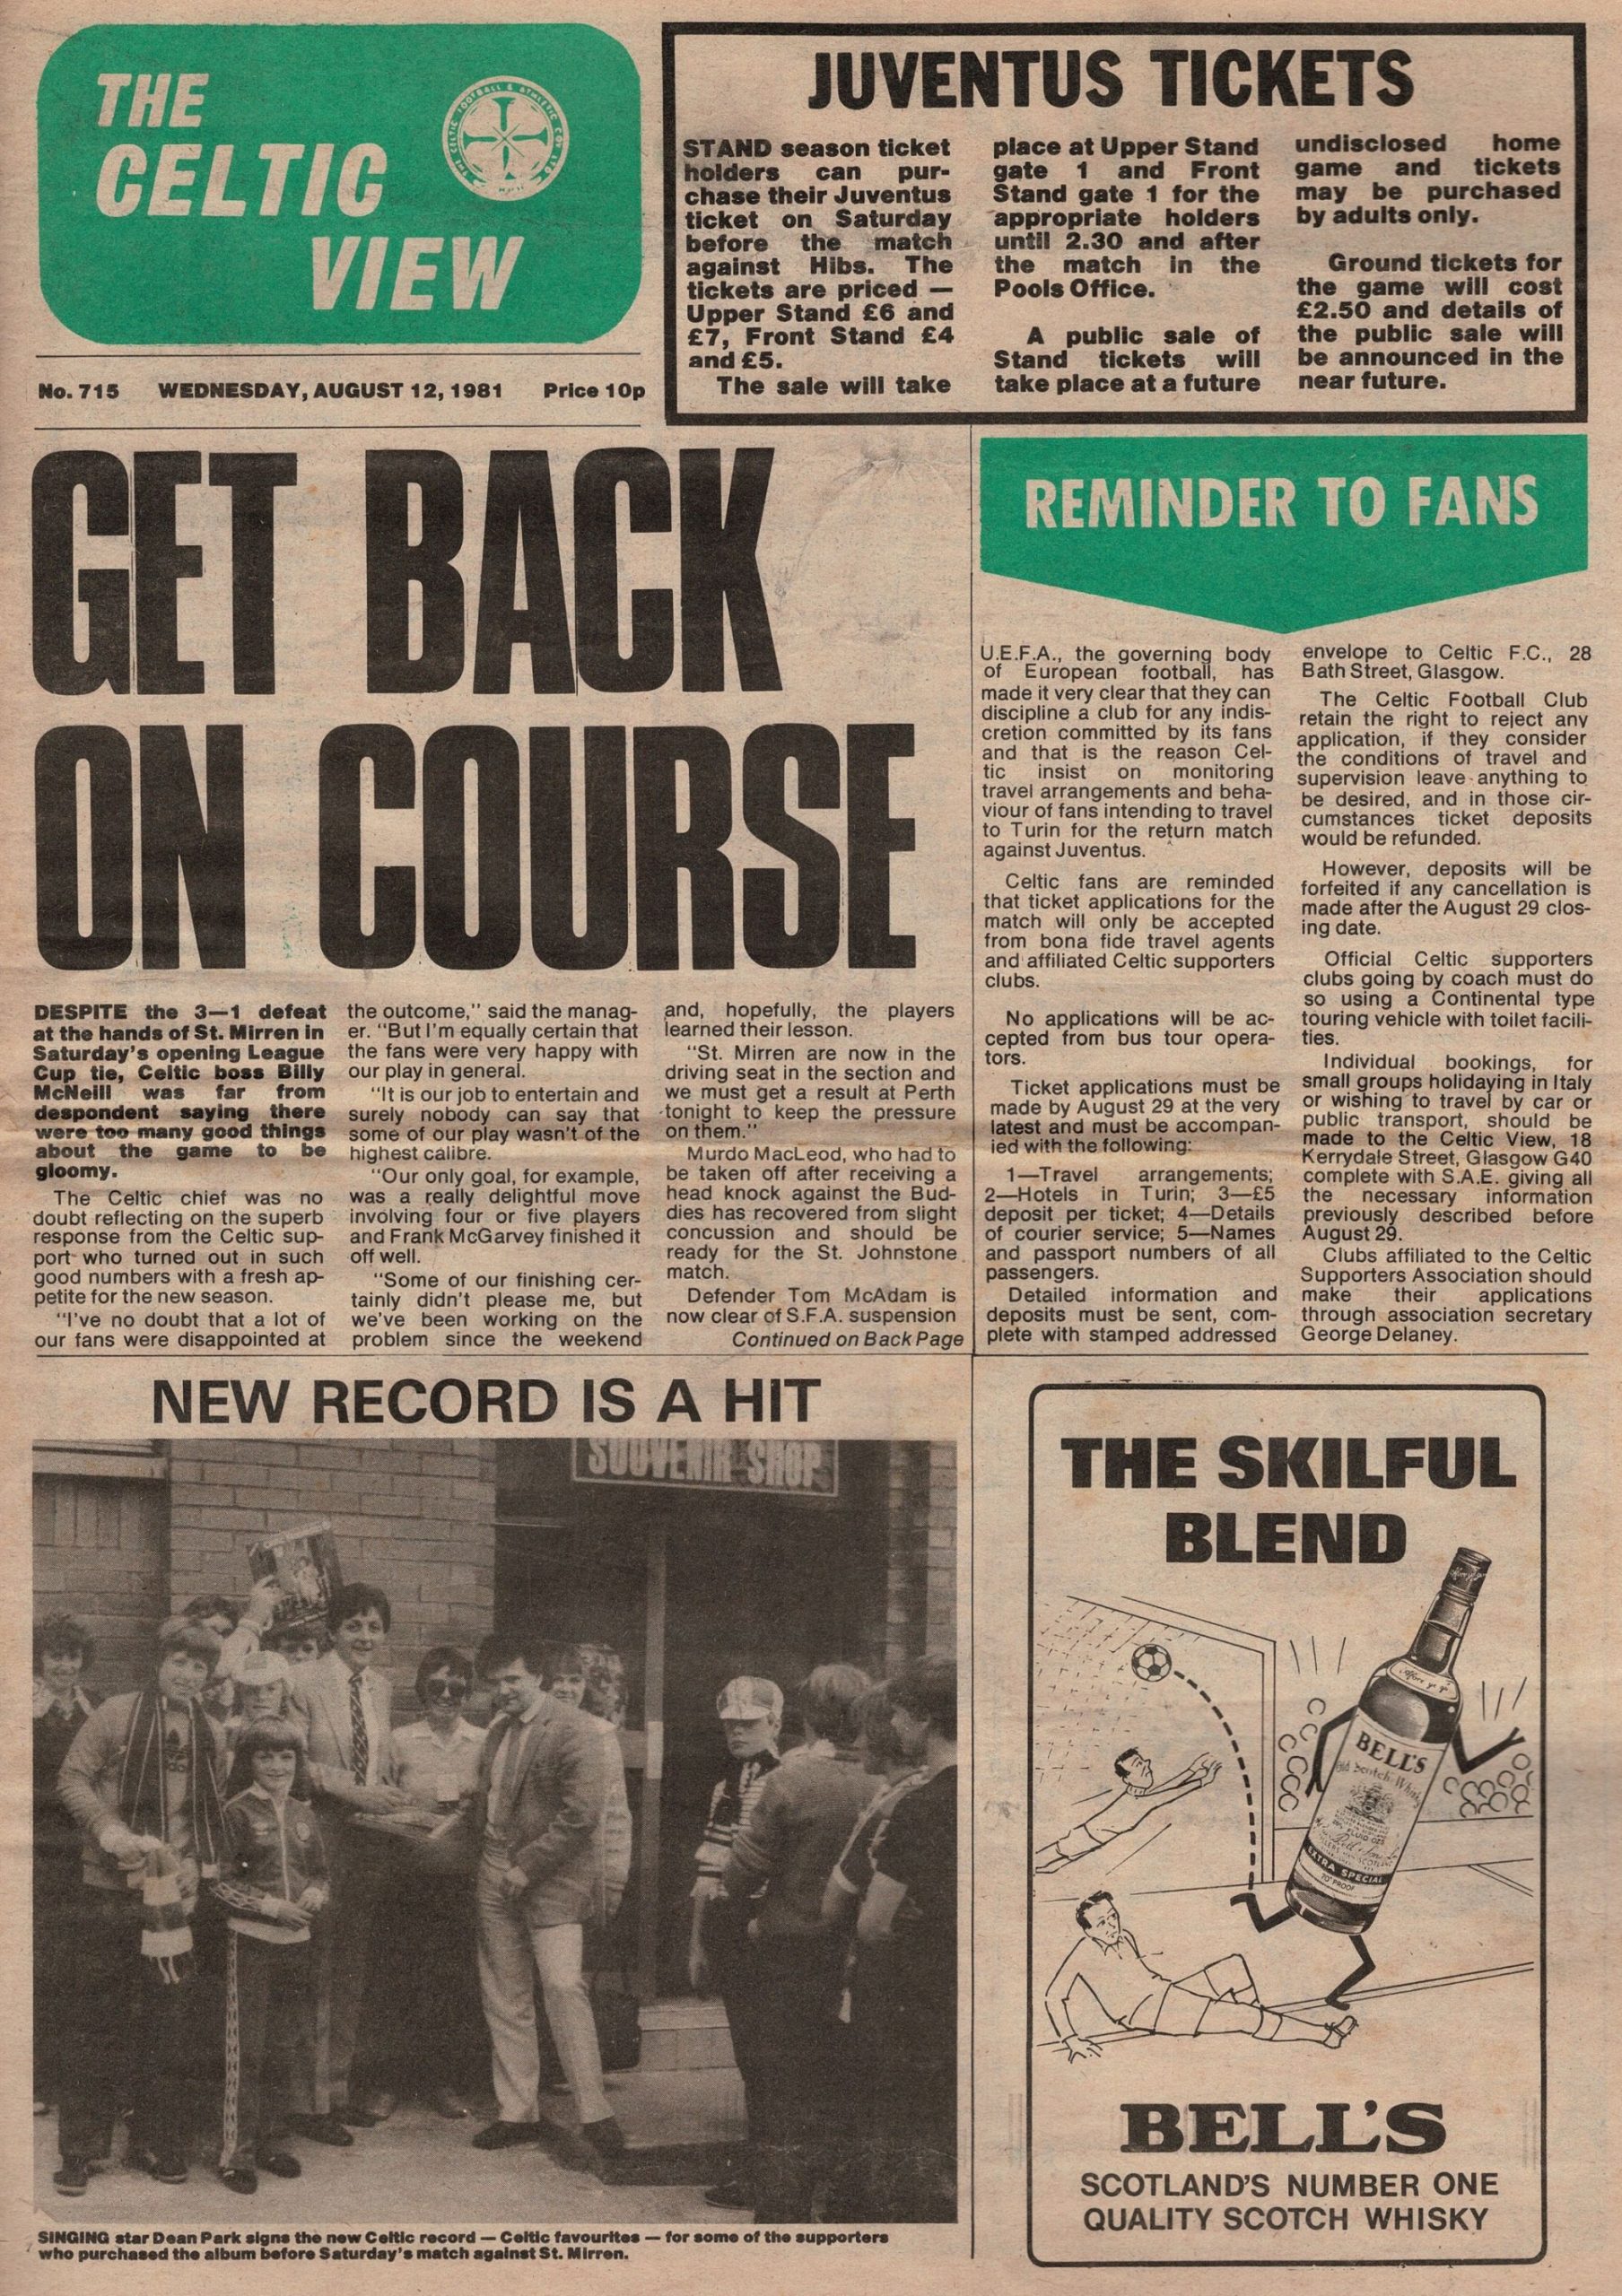 THE
CELTIC
VIEW
No. 715 WEDNESDAY, AUGUST 12, 1981 Price 10p
JUVENTUS TICKETS
STAND season ticket
holders can pur-
chase their Juventus
ticket on Saturday
before the match
against Hibs. The
tickets are priced —
Upper Stand £6 and
£7, Front Stand £4
and £5.
The sale will take
place at Upper Stand
gate 1 and Front
Stand gate 1 for the
appropriate holders
until 2.30 and after
the match in the
Pools Office.
A public sale of
Stand tickets will
take place at a future
undisclosed home
game and tickets
may be purchased
by adults only.
Ground tickets for
the game will cost
£2.50 and details of
the public sale will
be announced in the
near future.
GET BACK
ON COURSE
DESPITE the 3—1 defeat
at the hands of St. Mirren in
Saturday's opening League
Cup tie, Celtic boss Billy
McNeill was far from
despondent saying there
were too many good things
about the game to be
gloomy.
The Celtic chief was no
doubt reflecting on the superb
response from the Celtic sup-
port who turned out in such
good numbers with a fresh ap-
petite for the new season.
"I've no doubt that a lot of
our fans were disappointed at
the outcome," said the manag-
er. "But I'm equally certain that
the fans were very happy with
our play in general.
"It is our job to entertain and
surely nobody can say that
some of our play wasn't of the
highest calibre.
"Our only goal, for example,
was a really delightful move
involving four or five players
and Frank McGarvey finished it
off well.
"Some of our finishing cer-
tainly didn't please me, but
we've been working on the
problem since the weekend
and, hopefully, the players
learned their lesson.
"St. Mirren are now in the
driving seat in the section and
we must get a result at Perth
tonight to keep the pressure
on them."
Murdo MacLeod, who had to
be taken off after receiving a
head knock against the Bud-
dies has recovered from slight
concussion and should be
ready for the St. Johnstone
match.
Defender Tom McAdam is
now clear of S.F.A. suspension
Continued on Back Page
REMINDER TO FANS
U.E.F.A., the governing body
of European football, has
made it very clear that they can
discipline a club for any indis-
cretion committed by its fans
and that is the reason Cel-
tic insist on monitoring
travel arrangements and beha-
viour of fans intending to travel
to Turin for the return match
against Juventus.
Celtic fans are reminded
that ticket applications for the
match will only be accepted
from bona fide travel agents
and affiliated Celtic supporters
clubs.
No applications will be ac-
cepted from bus tour opera-
tors.
Ticket applications must be
made by August 29 at the very
latest and must be accompan-
ied with the following:
1—Travel arrangements;
2—Hotels in Turin; 3—£5
deposit per ticket; 4—Details
of courier service; 5—Names
and passport numbers of all
passengers.
Detailed information and
deposits must be sent, com-
plete with stamped addressed
envelope to Celtic F.C., 28
Bath Street, Glasgow.
The Celtic Football Club
retain the right to reject any
application, if they consider
the conditions of travel and
supervision leave anything to
be desired, and in those cir-
cumstances ticket deposits
would be refunded.
However, deposits will be
forfeited if any cancellation is
made after the August 29 clos-
ing date.
Official Celtic supporters
clubs going by coach must do
so using a Continental type
touring vehicle with toilet facili-
ties.
Individual bookings, for
small groups holidaying in Italy
or wishing to travel by car or
public transport, should be
made to the Celtic View, 18
Kerrydale Street, Glasgow G40
complete with S.A.E. giving all
the necessary information
previously described before
August 29.
Clubs affiliated to the Celtic
Supporters Association should
make their applications
through association secretary
George Delaney.
NEW RECORD IS A HIT
SOUVENIR SHOP
SINGING star Dean Park signs the new Celtic record — Celtic favourites — for some of the supporters
who purchased the album before Saturday's match against St. Mirren.
THE SKILFUL
BLEND
BELL'S
Old Scotch Whisky
EXTRA SPECIAL
70° PROOF
BELL'S
SCOTLAND'S NUMBER ONE
QUALITY SCOTCH WHISKY